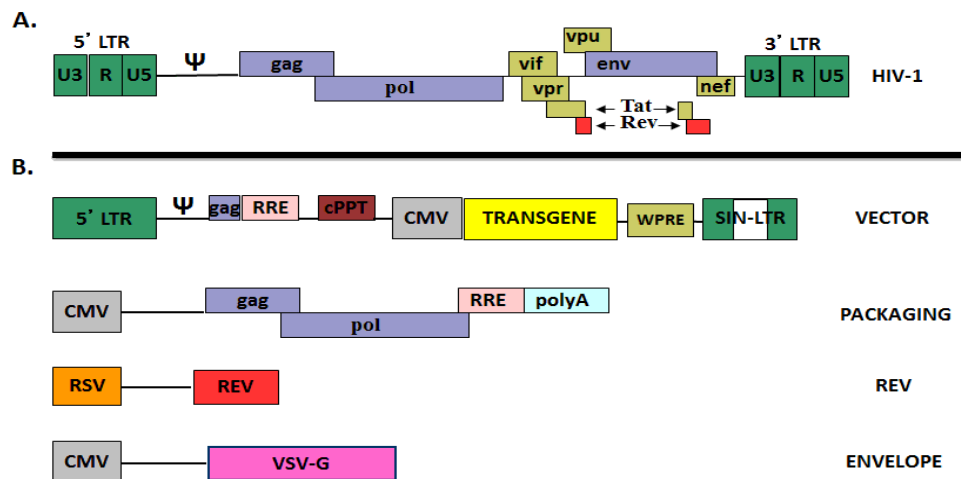 A.
5' LTR
3' LTR
U3 R U5 Ψ gag pol vif vpr vpu env nef U3 R U5 HIV-1
Tat
Rev
B.
5' LTR Ψ gag RRE cPPT CMV TRANSGENE WPRE SIN-LTR VECTOR
CMV gag pol RRE polyA PACKAGING
RSV REV REV
CMV VSV-G ENVELOPE